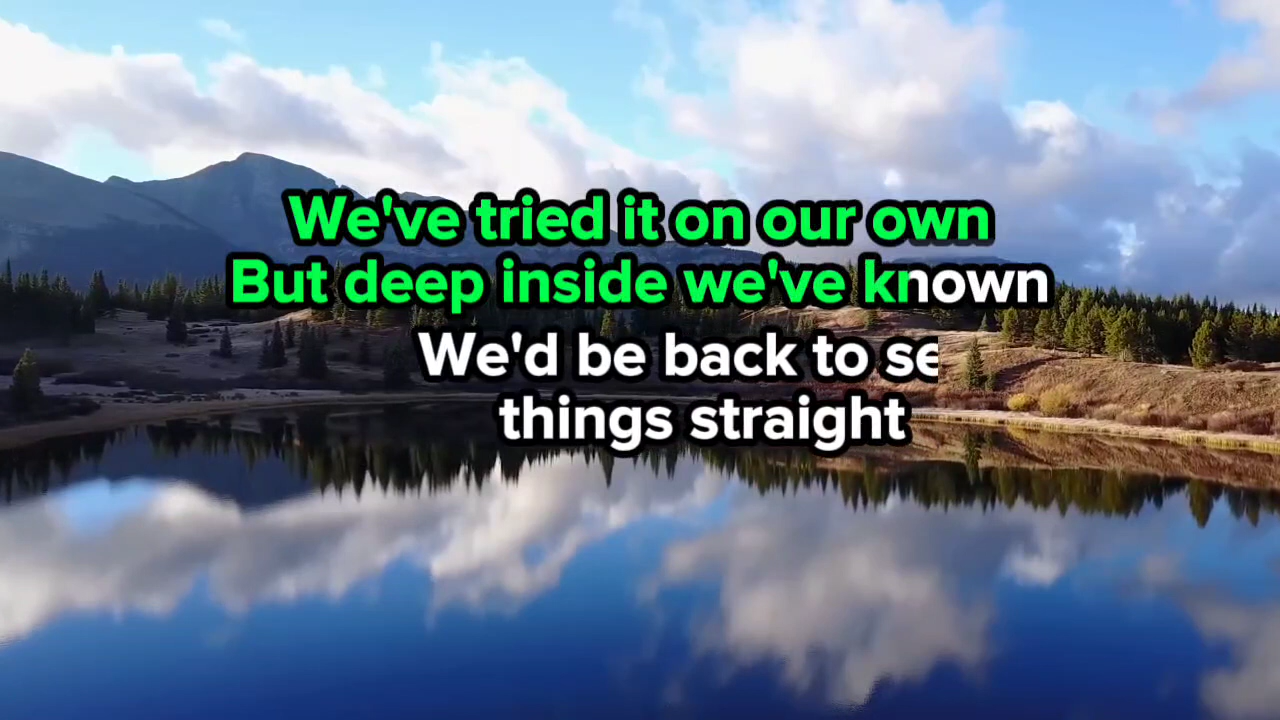 We've tried it on our own
But deep inside we've known
We'd be back to se
things straight